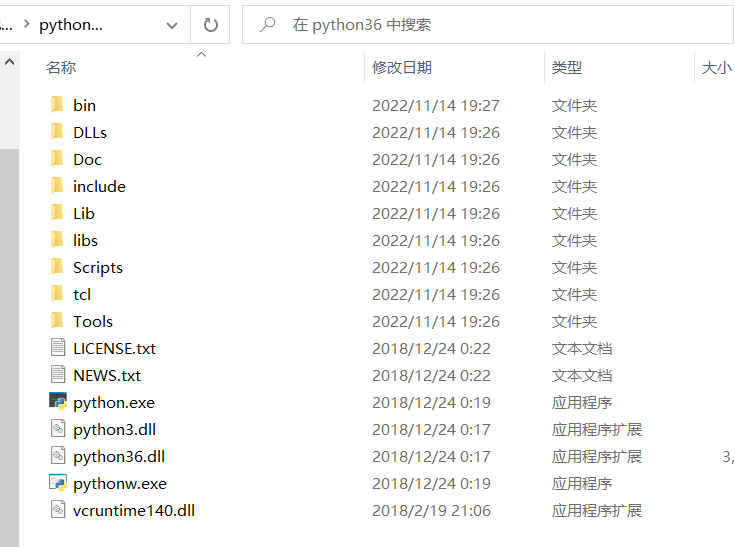 python...
在 python36 中搜索
名称 修改日期 类型 大小
bin 2022/11/14 19:27 文件夹
DLLs 2022/11/14 19:26 文件夹
Doc 2022/11/14 19:26 文件夹
include 2022/11/14 19:26 文件夹
Lib 2022/11/14 19:26 文件夹
libs 2022/11/14 19:26 文件夹
Scripts 2022/11/14 19:26 文件夹
tcl 2022/11/14 19:26 文件夹
Tools 2022/11/14 19:26 文件夹
LICENSE.txt 2018/12/24 0:22 文本文档
NEWS.txt 2018/12/24 0:22 文本文档
python.exe 2018/12/24 0:19 应用程序
python3.dll 2018/12/24 0:17 应用程序扩展
python36.dll 2018/12/24 0:17 应用程序扩展 3,
pythonw.exe 2018/12/24 0:19 应用程序
vcruntime140.dll 2018/2/19 21:06 应用程序扩展